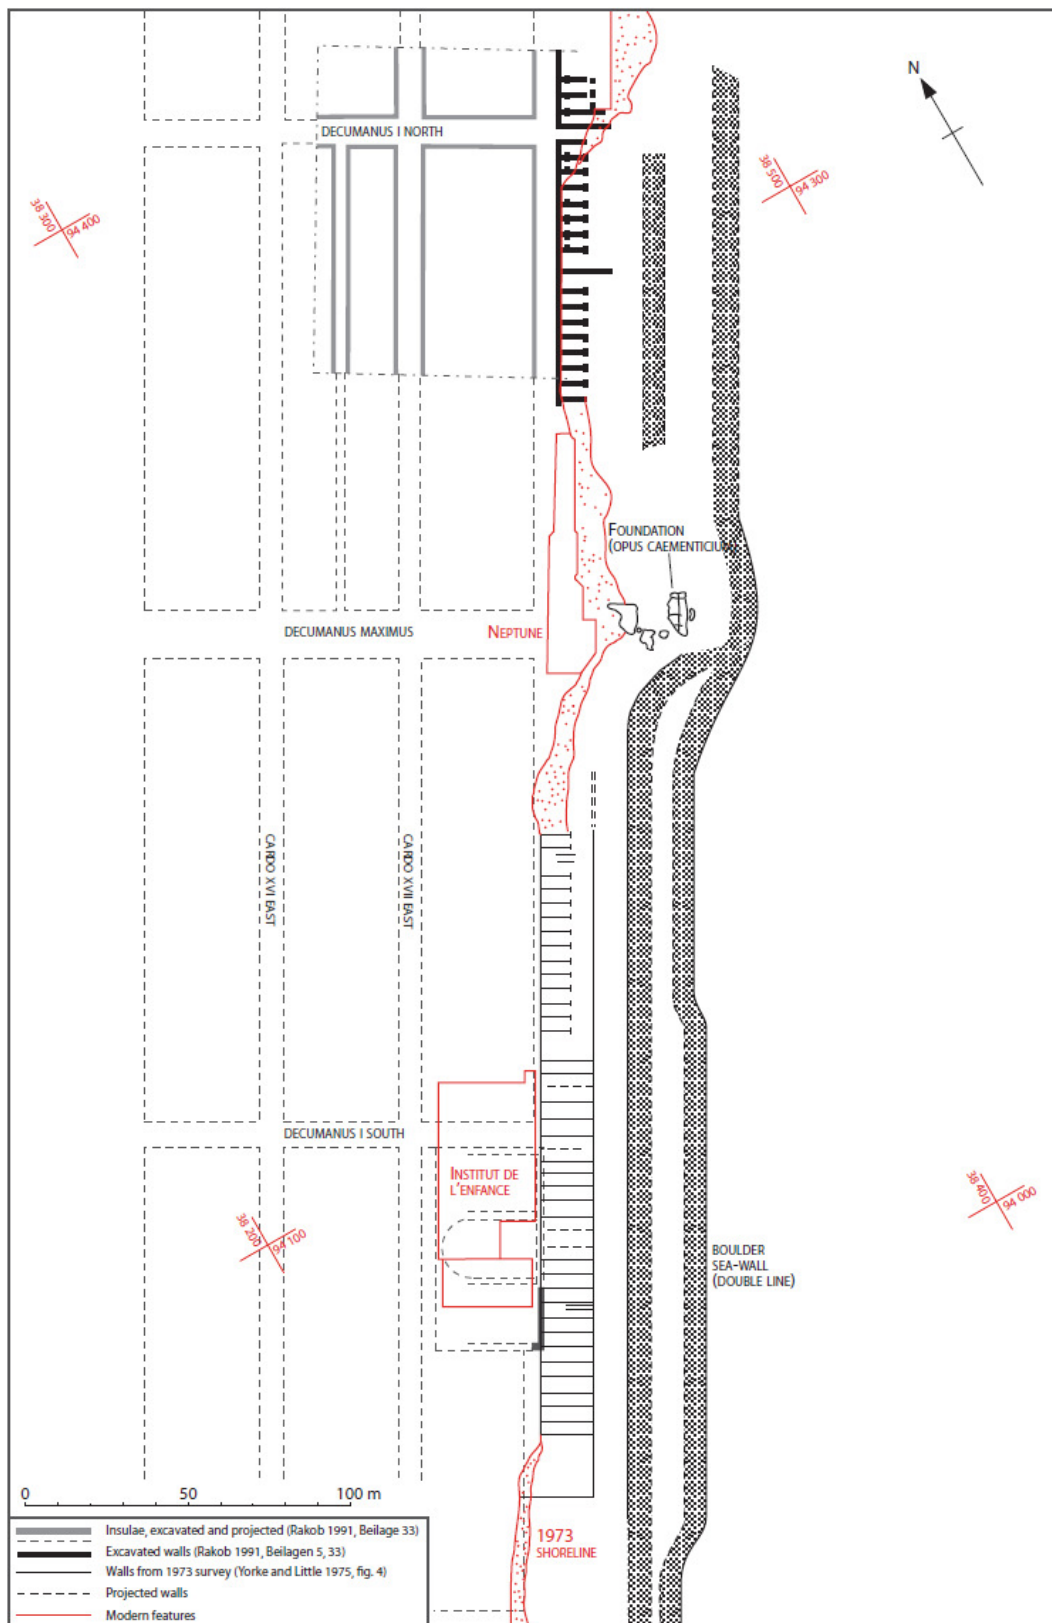 N
DECUMANUS I NORTH
38 300
94 400
38 500
94 300
FOUNDATION
(OPUS CAEMENTICIUM)
DECUMANUS MAXIMUS
NEPTUNE
CARDO XVI EAST
CARDO XVII EAST
DECUMANUS I SOUTH
INSTITUT DE
L'ENFANCE
38 200
94 100
38 400
94 000
BOULDER
SEA-WALL
(DOUBLE LINE)
0 50 100 m
1973
SHORELINE
Insulae, excavated and projected (Rakob 1991, Beilage 33)
Excavated walls (Rakob 1991, Beilagen 5, 33)
Walls from 1973 survey (Yorke and Little 1975, fig. 4)
Projected walls
Modern features